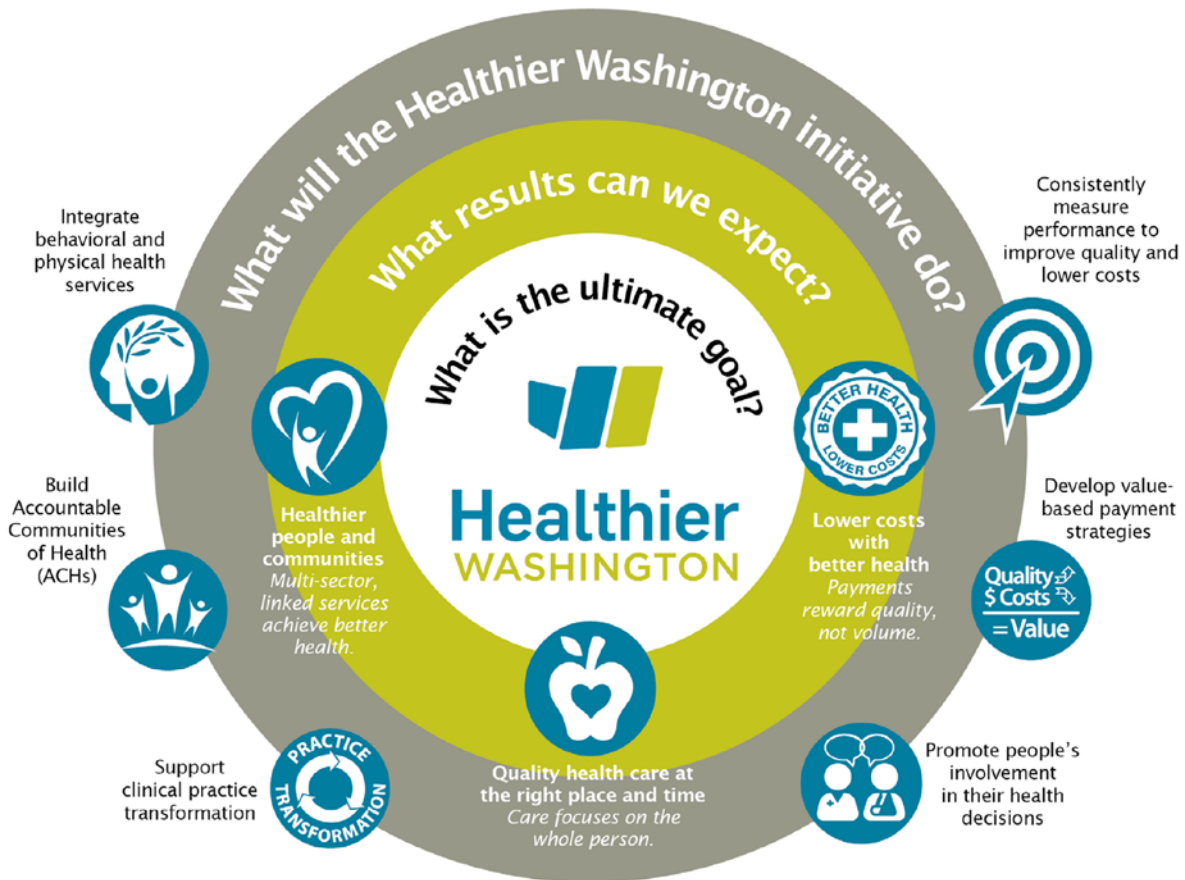 What will the Healthier Washington initiative do?
What results can we expect?
What is the ultimate goal?
Healthier
WASHINGTON
Integrate
behavioral and
physical health
services
Build
Accountable
Communities
of Health
(ACHs)
Support
clinical practice
transformation
PRACTICE
TRANSFORMATION
Healthier
people and
communities
Multi-sector,
linked services
achieve better
health.
Quality health care at
the right place and time
Care focuses on the
whole person.
BETTER HEALTH
LOWER COSTS
Lower costs
with
better health
Payments
reward quality,
not volume.
Consistently
measure
performance to
improve quality and
lower costs
Develop value-
based payment
strategies
Quality
$ Costs
= Value
Promote people's
involvement
in their health
decisions